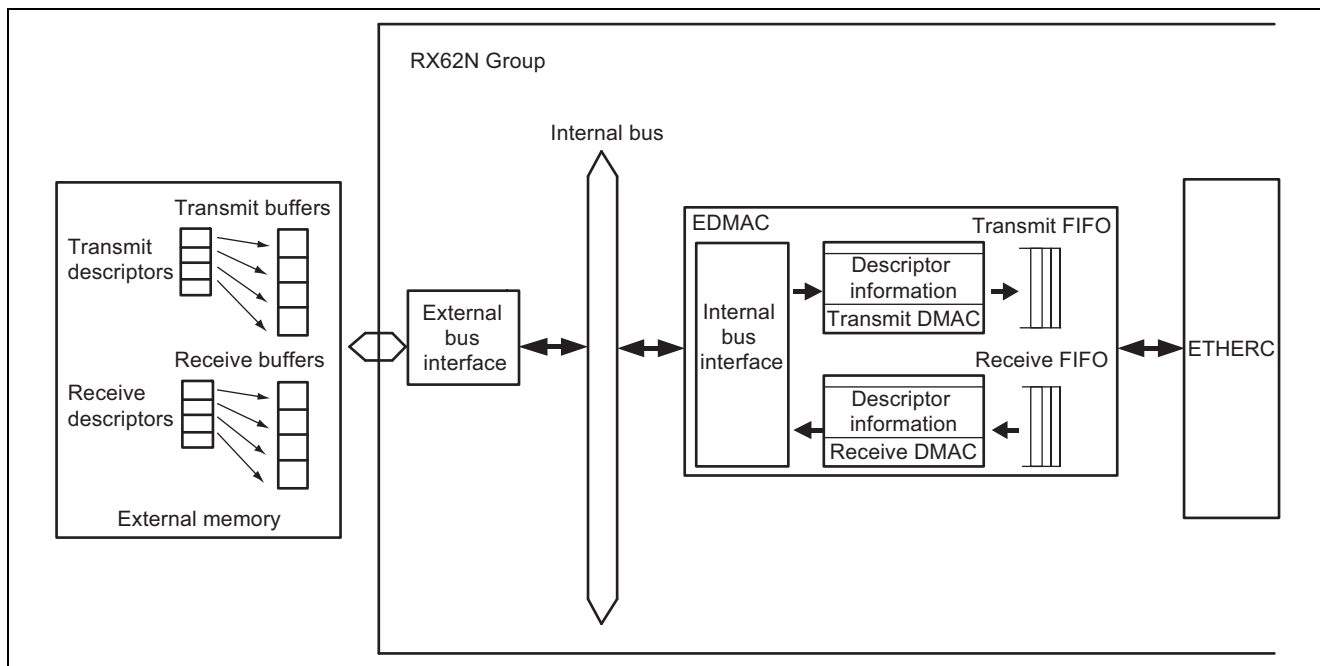 RX62N Group
Internal bus
Transmit buffers
Transmit
descriptors
Receive buffers
Receive
descriptors
External memory
External
bus
interface
EDMAC
Internal
bus
interface
Transmit FIFO
Descriptor
information
Transmit DMAC
Receive FIFO
Descriptor
information
Receive DMAC
ETHERC